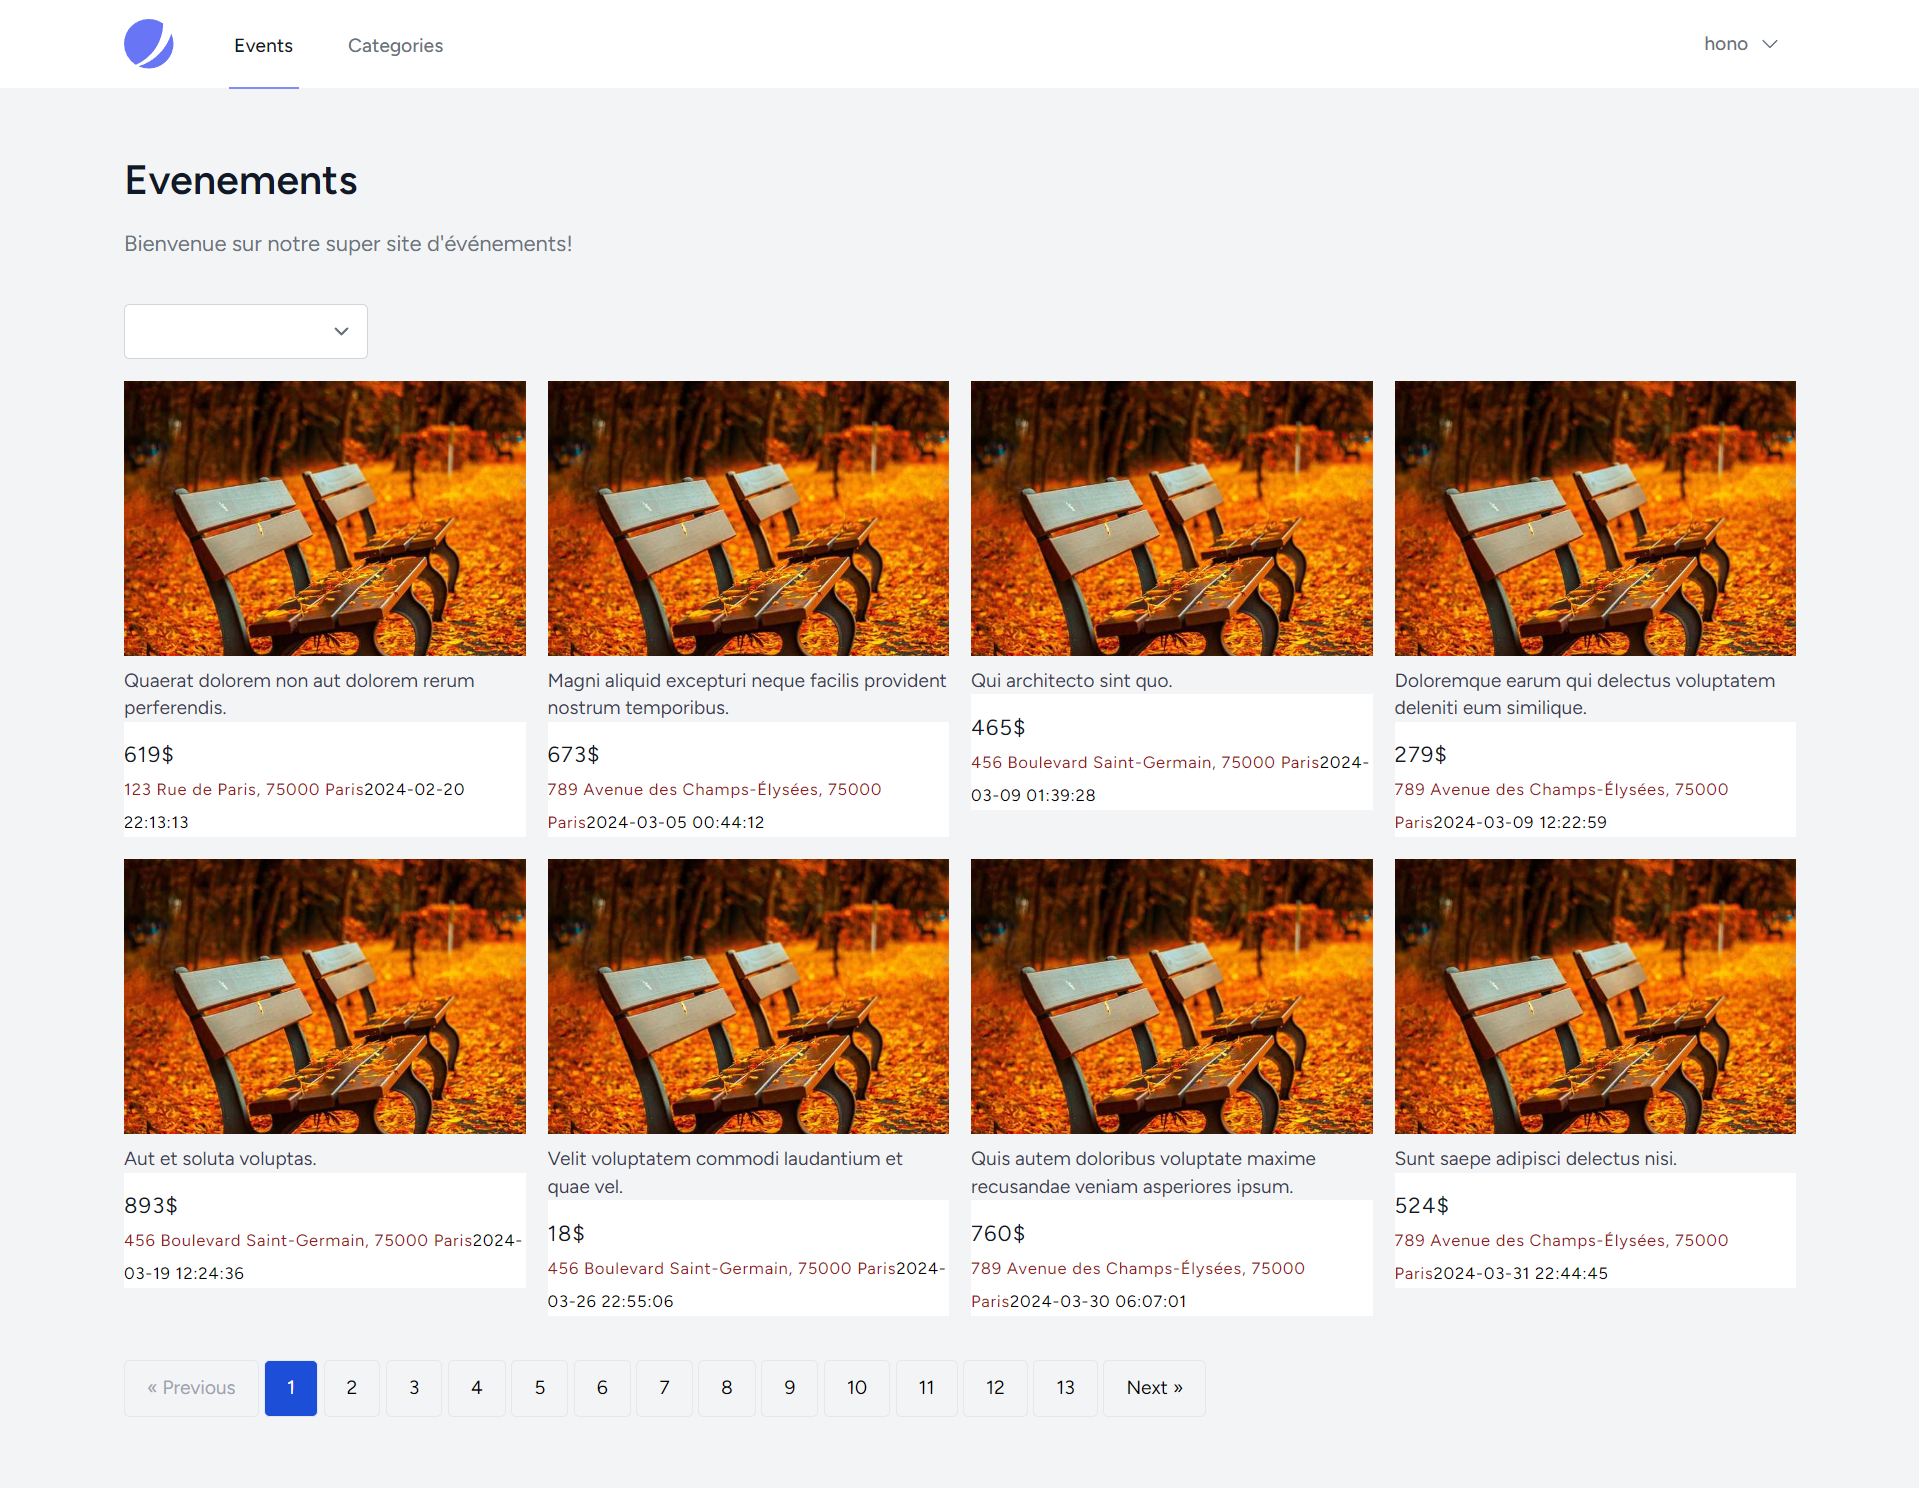 Events
Categories
hono
Evenements
Bienvenue sur notre super site d'événements!
Quaerat dolorem non aut dolorem rerum
perferendis.
619$
123 Rue de Paris, 75000 Paris2024-02-20
22:13:13
Magni aliquid excepturi neque facilis provident
nostrum temporibus.
673$
789 Avenue des Champs-Élysées, 75000
Paris2024-03-05 00:44:12
Qui architecto sint quo.
465$
456 Boulevard Saint-Germain, 75000 Paris2024-
03-09 01:39:28
Doloremque earum qui delectus voluptatem
deleniti eum similique.
279$
789 Avenue des Champs-Élysées, 75000
Paris2024-03-09 12:22:59
Aut et soluta voluptas.
893$
456 Boulevard Saint-Germain, 75000 Paris2024-
03-19 12:24:36
Velit voluptatem commodi laudantium et
quae vel.
18$
456 Boulevard Saint-Germain, 75000 Paris2024-
03-26 22:55:06
Quis autem doloribus voluptate maxime
recusandae veniam asperiores ipsum.
760$
789 Avenue des Champs-Élysées, 75000
Paris2024-03-30 06:07:01
Sunt saepe adipisci delectus nisi.
524$
789 Avenue des Champs-Élysées, 75000
Paris2024-03-31 22:44:45
« Previous 1 2 3 4 5 6 7 8 9 10 11 12 13 Next »